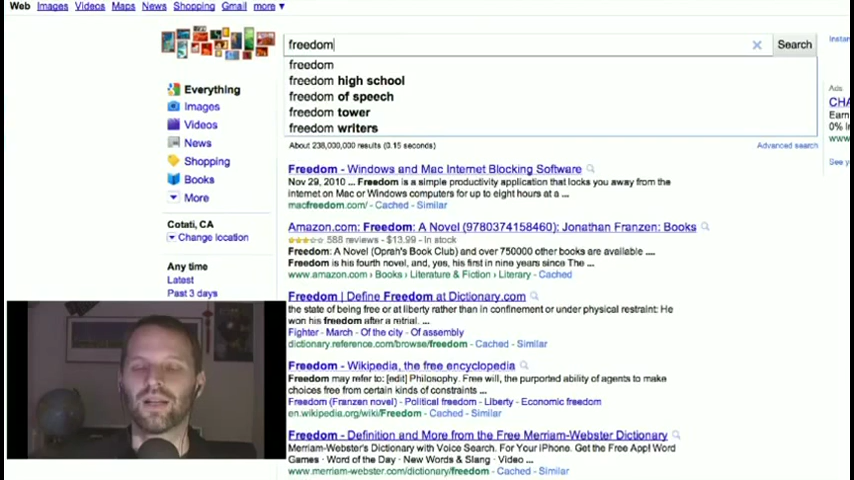 Web Images Videos Maps News Shopping Gmail more ▼
freedom
Search
Instan
freedom
freedom high school
freedom of speech
freedom tower
freedom writers
Everything
Images
Videos
News
Shopping
Books
More
Cotati, CA
Change location
Any time
Latest
Past 3 days
About 238,000,000 results (0.15 seconds)
Advanced search
Freedom - Windows and Mac Internet Blocking Software
Nov 29, 2010 ... Freedom is a simple productivity application that locks you away from the
internet on Mac or Windows computers for up to eight hours at a ...
macfreedom.com/ - Cached - Similar
Amazon.com: Freedom: A Novel (9780374158460): Jonathan Franzen: Books
588 reviews - $13.99 - In stock
Freedom: A Novel (Oprah's Book Club) and over 750000 other books are available ....
Freedom is his fourth novel, and, yes, his first in nine years since The ...
www.amazon.com › Books › Literature & Fiction › Literary - Cached
Freedom | Define Freedom at Dictionary.com
the state of being free or at liberty rather than in confinement or under physical restraint: He
won his freedom after a retrial. ...
Fighter - March - Of the city - Of assembly
dictionary.reference.com/browse/freedom - Cached - Similar
Freedom - Wikipedia, the free encyclopedia
Freedom may refer to: [edit] Philosophy. Free will, the purported ability of agents to make
choices free from certain kinds of constraints ...
Freedom (Franzen novel) - Political freedom - Liberty - Economic freedom
en.wikipedia.org/wiki/Freedom - Cached - Similar
Freedom - Definition and More from the Free Merriam-Webster Dictionary
Merriam-Webster's Dictionary with Voice Search. For Your iPhone. Get the Free App! Word
Games · Word of the Day · New Words & Slang · Video ...
www.merriam-webster.com/dictionary/freedom - Cached - Similar
Ads
CHA
Earn
0% Ir
www.
See y